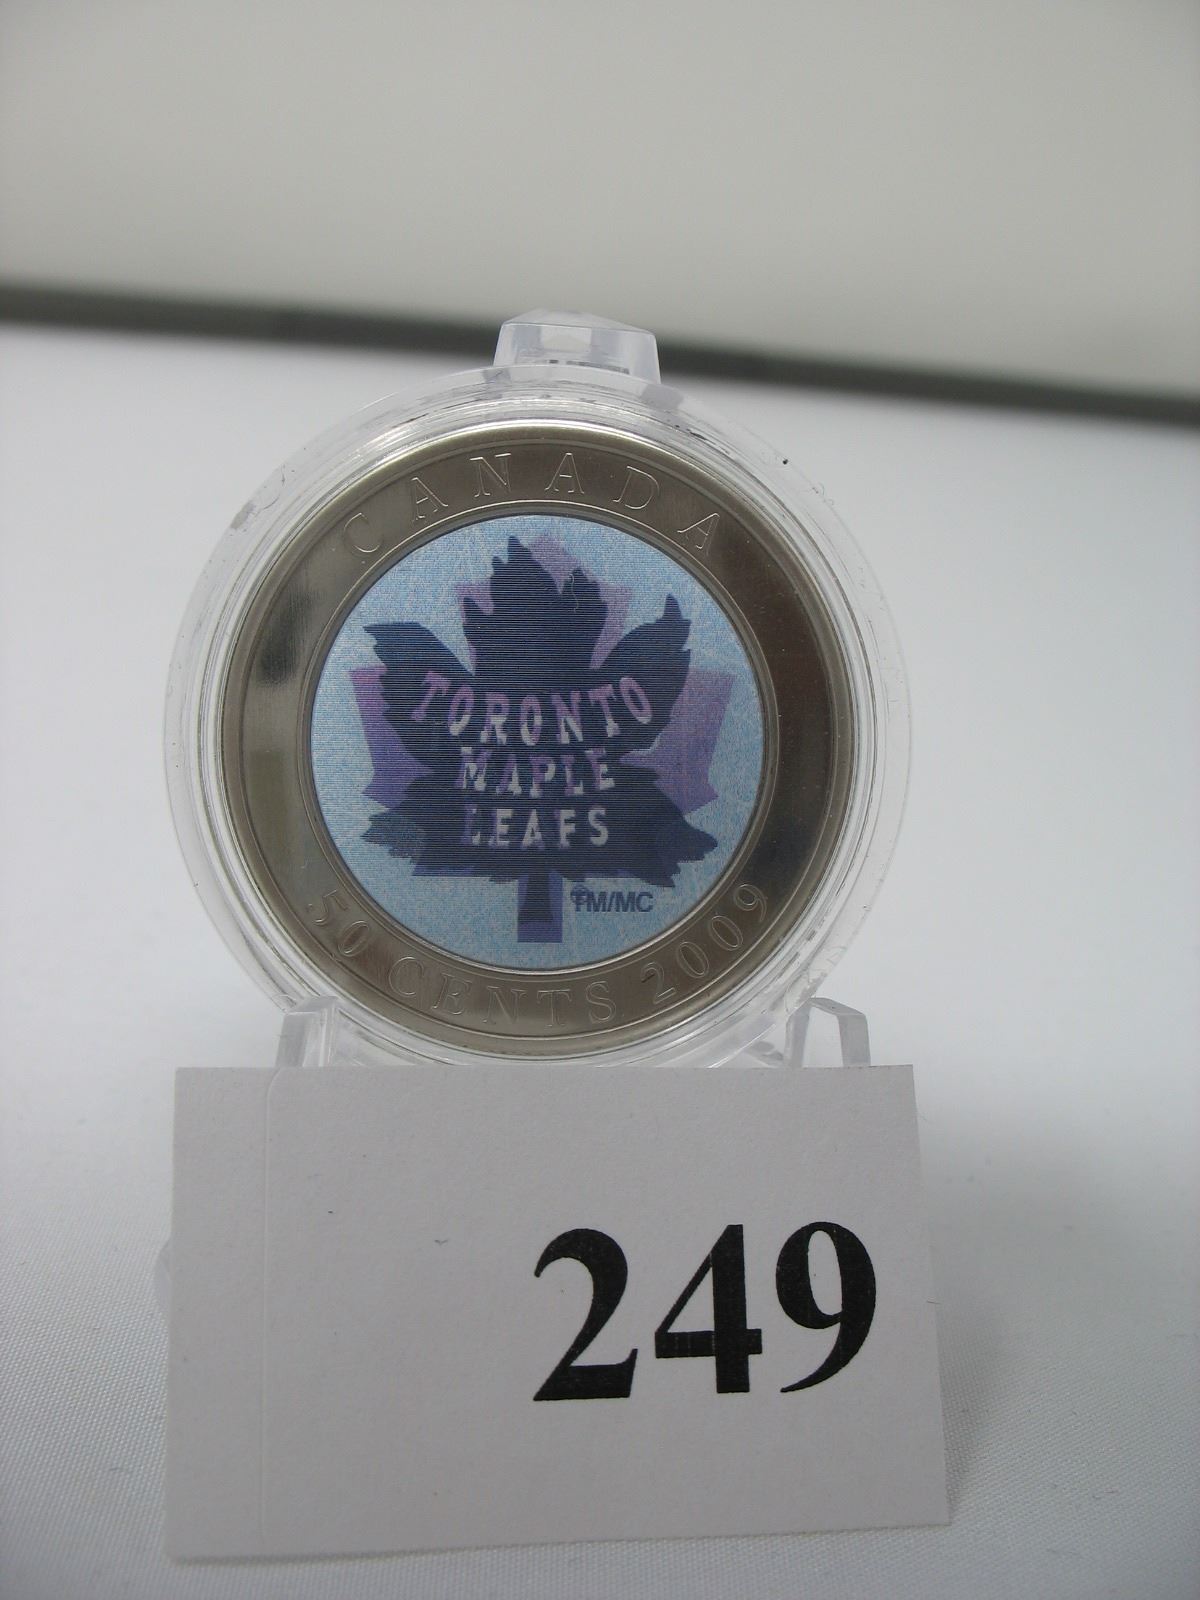 CANADA
TORONTO
MAPLE
LEAFS
TM/MC
50 CENTS 2009
249